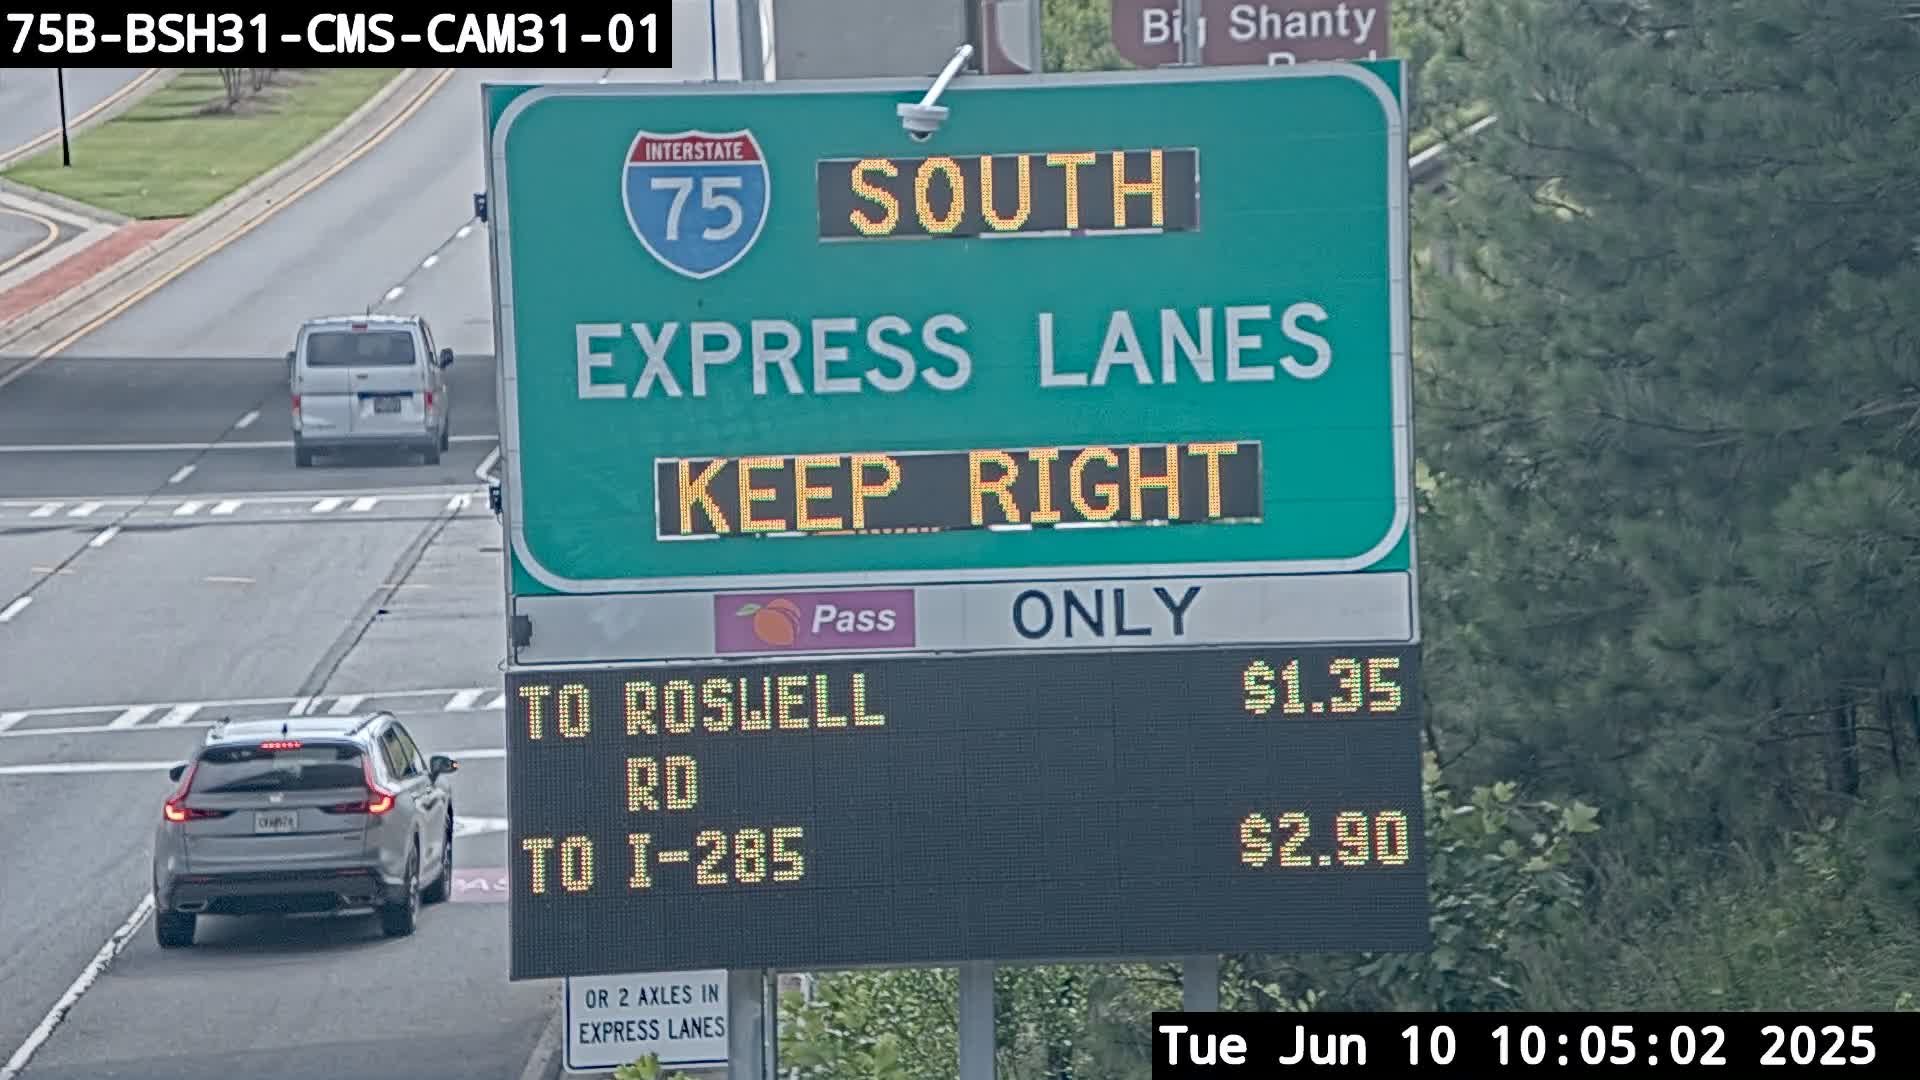 75B-BSH31-CMS-CAM31-01
Big Shanty
Road
INTERSTATE
75
SOUTH
EXPRESS LANES
KEEP RIGHT
Pass
ONLY
TO ROSWELL $1.35
RD
TO I-285 $2.90
OR 2 AXLES IN
EXPRESS LANES
Tue Jun 10 10:05:02 2025